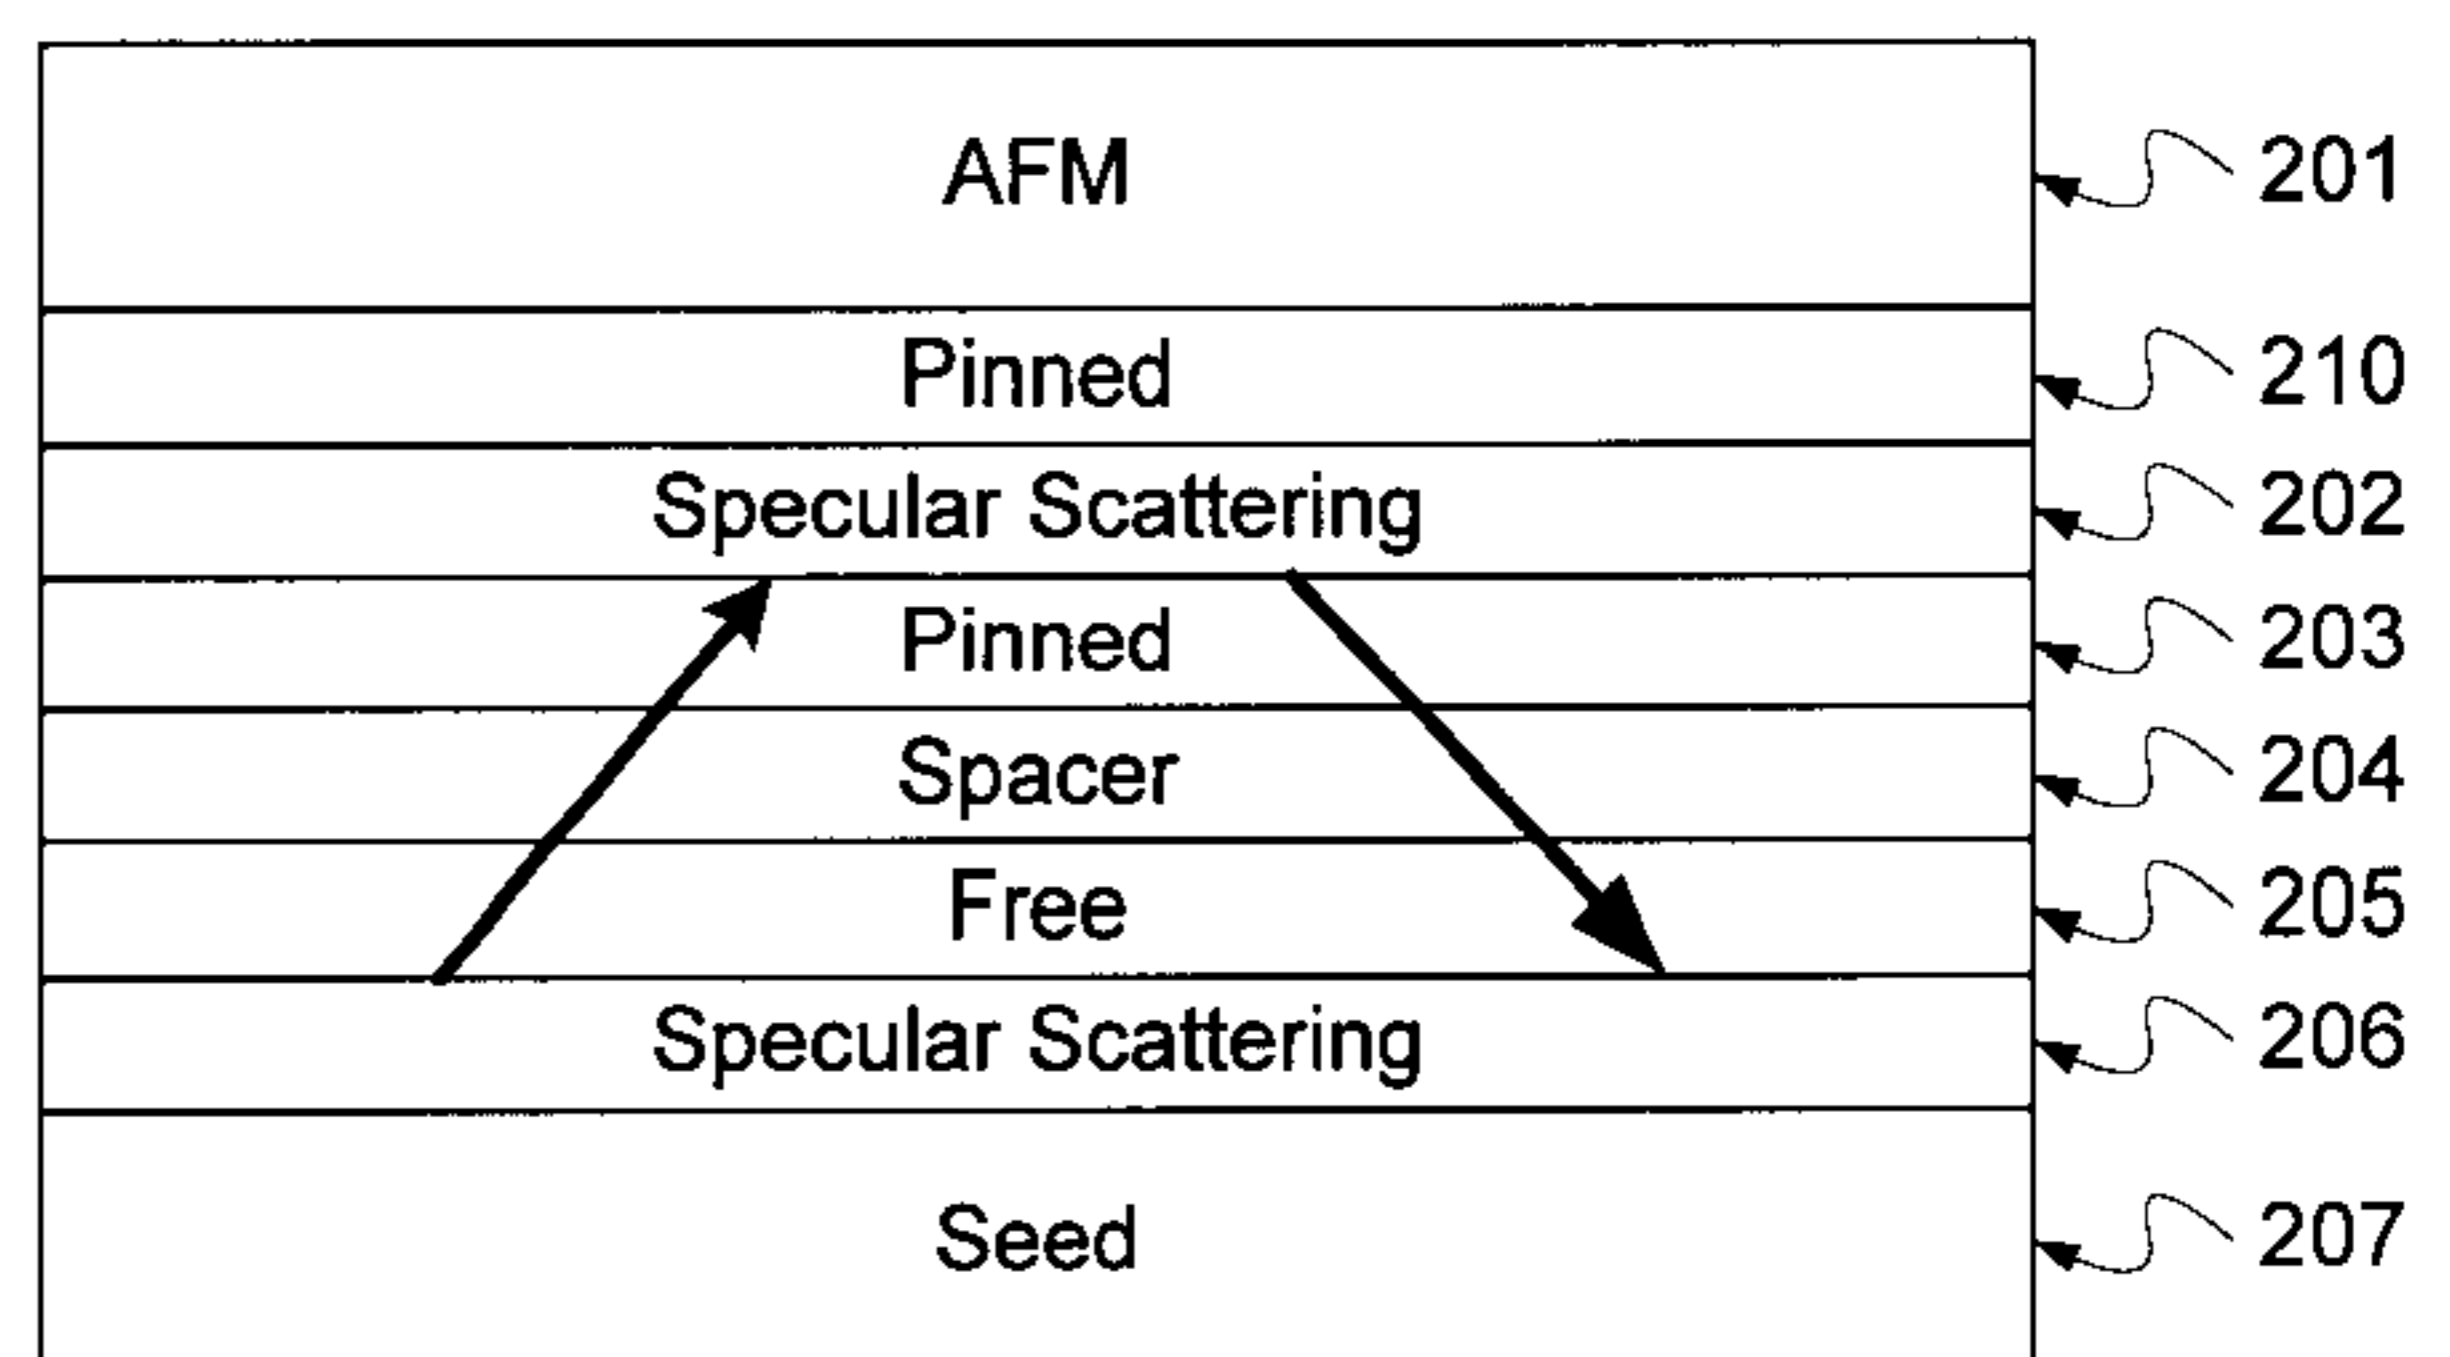 AFM 201
Pinned 210
Specular Scattering 202
Pinned 203
Spacer 204
Free 205
Specular Scattering 206
Seed 207